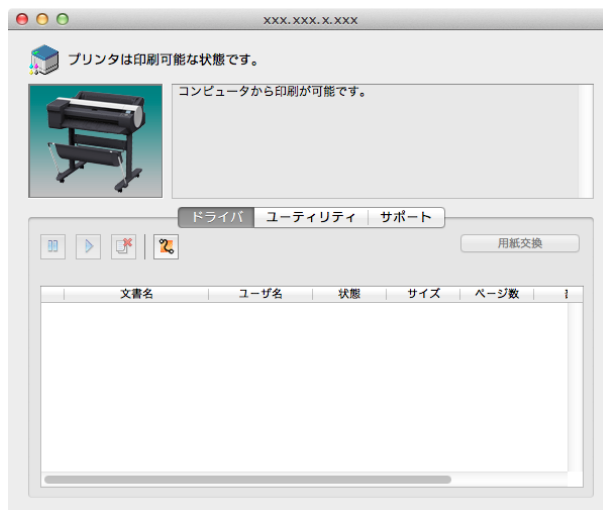 xxx.xxx.x.xxx
プリンタは印刷可能な状態です。
コンピュータから印刷が可能です。
ドライバ ユーティリティ サポート
用紙交換
文書名 ユーザ名 状態 サイズ ページ数